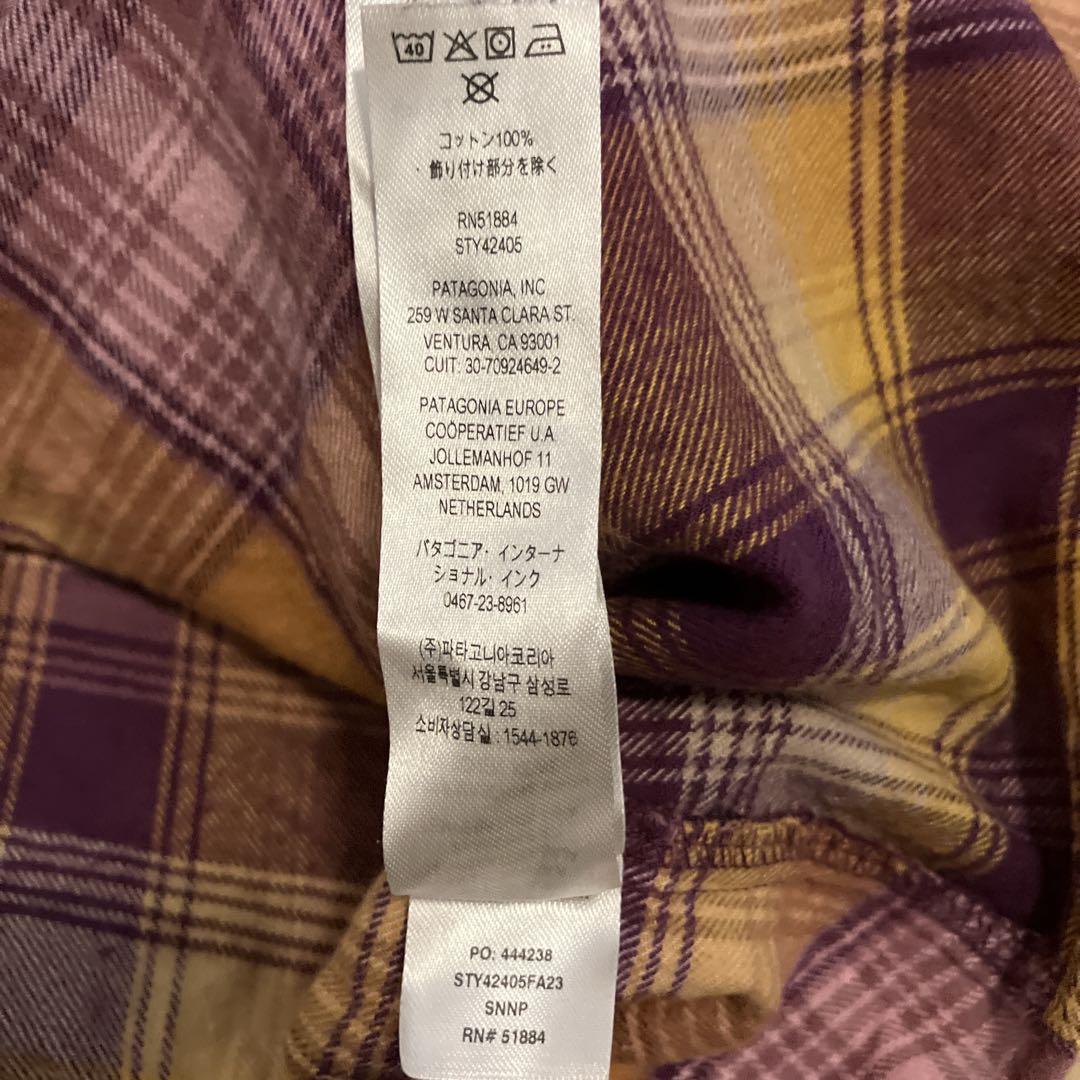 40
コットン100%
・飾り付け部分を除く
RN51884
STY42405
PATAGONIA, INC
259 W SANTA CLARA ST.
VENTURA CA 93001
CUIT: 30-70924649-2
PATAGONIA EUROPE
COÖPERATIEF U.A
JOLLEMANHOF 11
AMSTERDAM, 1019 GW
NETHERLANDS
パタゴニア・インターナ
ショナル・インク
0467-23-8961
(주)파타고니아코리아
서울특별시 강남구 삼성로
122길 25
소비자상담실 : 1544-1876
PO: 444238
STY42405FA23
SNNP
RN# 51884